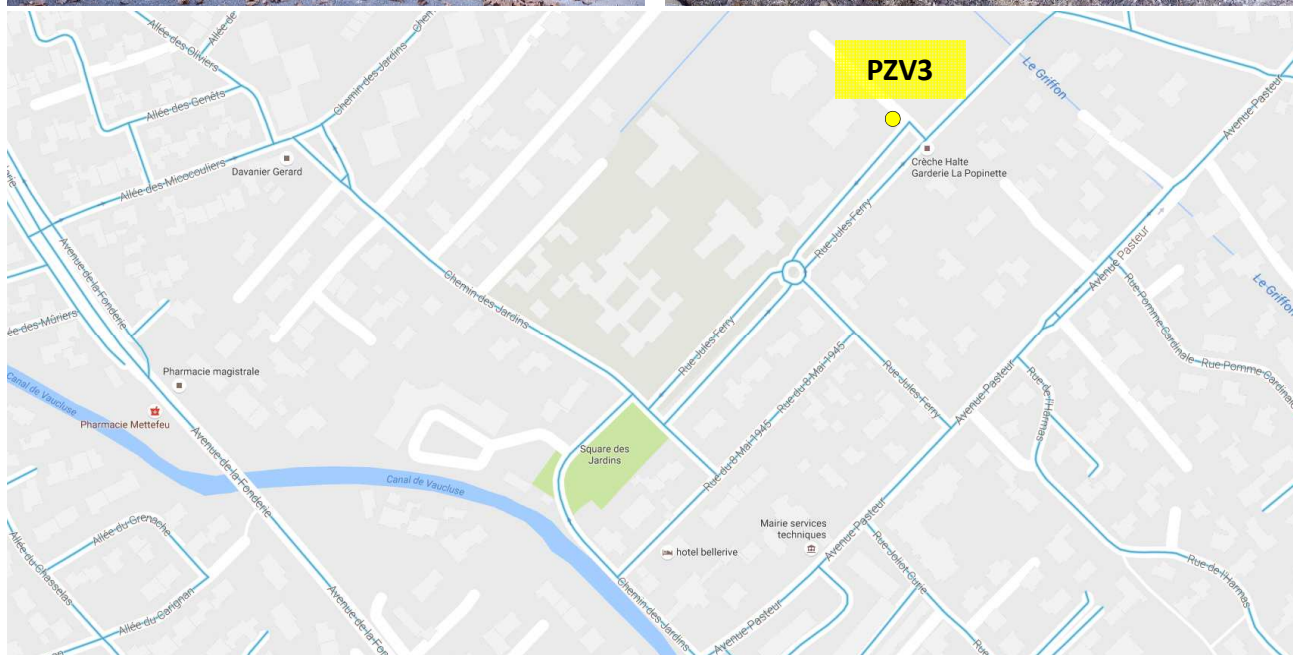 PZV3
Allée des Oliviers
Allée de
Chemin des Jardins
Chem
Allée des Genêts
Allée des Micocouliers
Davanier Gerard
Le Griffon
Avenue Pasteur
Crèche Halte
Garderie La Popinette
Rue Jules Ferry
Avenue de la Fonderie
Avenue Pasteur
Rue Pomme Cardinale
Rue Pomme Cardinale
Le Griffon
Chemin des Jardins
ée des Mûriers
Pharmacie magistrale
Canal de Vaucluse
Pharmacie Mettefeu
Rue Jules Ferry
Rue du 8 Mai 1945
Rue Jules Ferry
Avenue Pasteur
Rue de l'Harmas
Square des
Jardins
Rue du 8 Mai 1945
Avenue de la Fonderie
Canal de Vaucluse
Mairie services
techniques
Avenue Pasteur
hotel bellerive
Allée du Grenache
Allée du Chasselas
Allée du Carignan
Avenue de la Fon
Chemin des Jardins
Avenue Pasteur
Rue Joliot Curie
Rue
Rue de l'Harmas